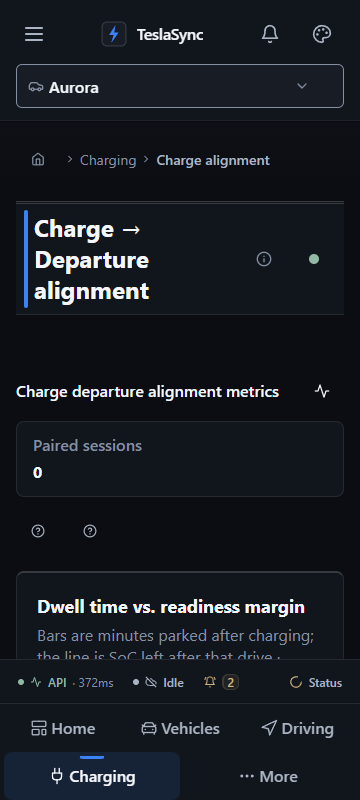 TeslaSync
Aurora
Charging
Charge alignment
Charge →
Departure
alignment
Charge departure alignment metrics
Paired sessions
0
Dwell time vs. readiness margin
Bars are minutes parked after charging;
the line is SoC left after that drive ·
API · 372ms
Idle
2
Status
Home
Vehicles
Driving
Charging
More